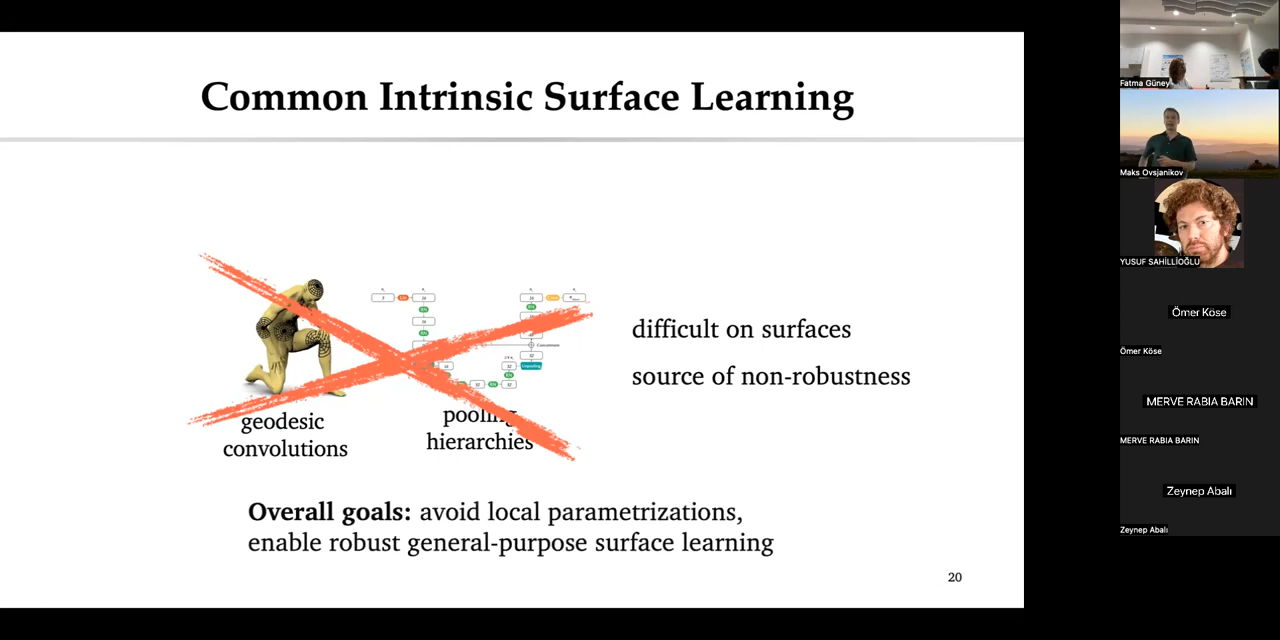 Common Intrinsic Surface Learning
difficult on surfaces
source of non-robustness
geodesic
convolutions
pooling
hierarchies
Overall goals: avoid local parametrizations,
enable robust general-purpose surface learning
20
Fatma Güney
Maks Ovsjanikov
YUSUF SAHİLLİOĞLU
Ömer Köse
Ömer Köse
MERVE RABIA BARIN
MERVE RABIA BARIN
Zeynep Abalı
Zeynep Abalı